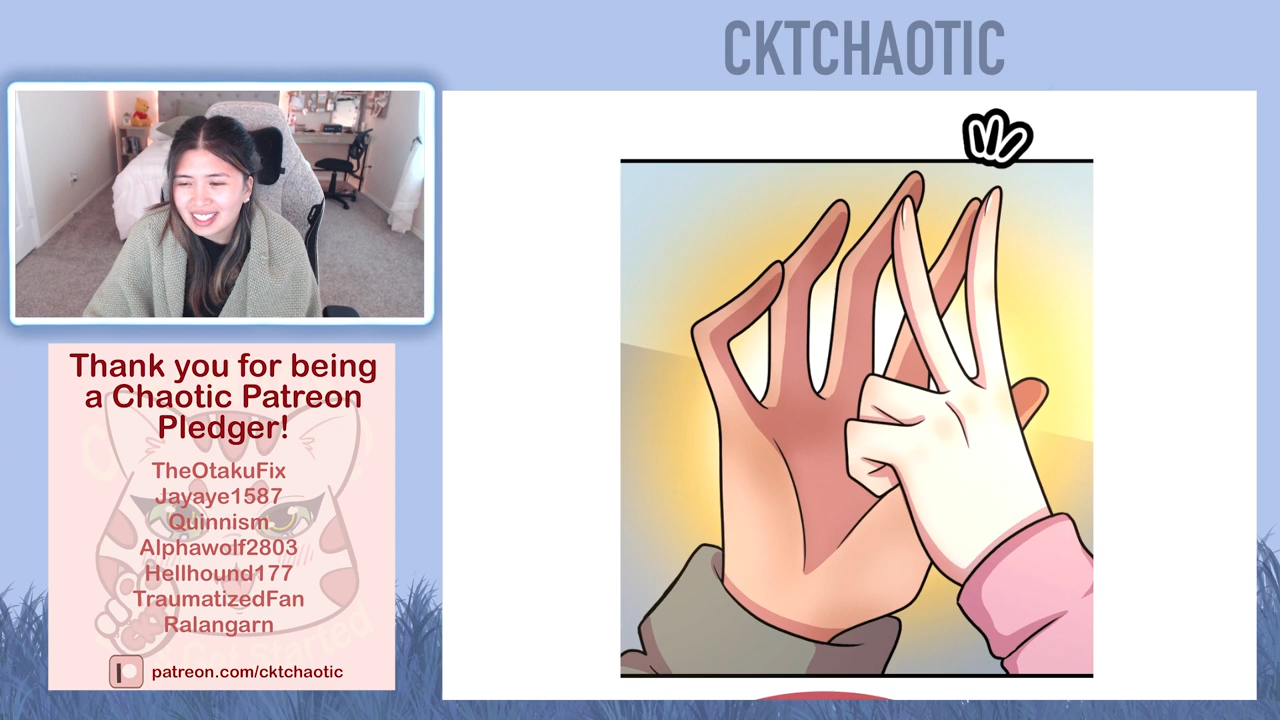 CKTCHAOTIC
Thank you for being
a Chaotic Patreon
Pledger!
TheOtakuFix
Jayaye1587
Quinnism
Alphawolf2803
Hellhound177
TraumatizedFan
Ralangarn
patreon.com/cktchaotic